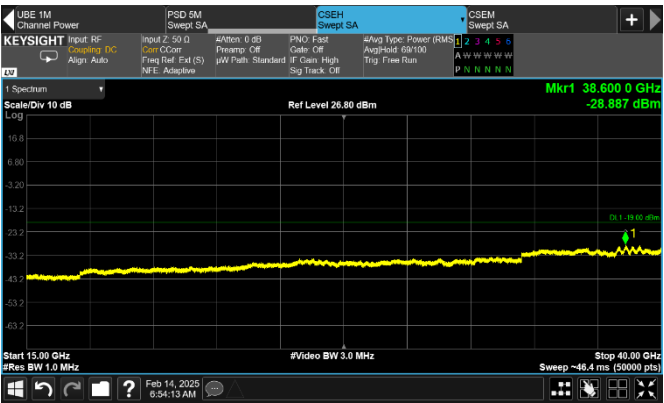 UBE 1M
Channel Power
PSD 5M
Swept SA
CSEH
Swept SA
CSEM
Swept SA
KEYSIGHT
Input: RF
Coupling: DC
Align: Auto
Input Z: 50 Ω
Corr CCorr
Freq Ref: Ext (S)
NFE: Adaptive
#Atten: 0 dB
Preamp: Off
µW Path: Standard
PNO: Fast
Gate: Off
IF Gain: High
Sig Track: Off
#Avg Type: Power (RMS
Avg|Hold: 69/100
Trig: Free Run
1 2 3 4 5 6
A W W W W W
P N N N N N
LXI
1 Spectrum
Scale/Div 10 dB
Log
Ref Level 26.80 dBm
Mkr1 38.600 0 GHz
-28.887 dBm
16.8
6.80
-3.20
-13.2
DL1 -19.00 dBm
-23.2
1
-33.2
-43.2
-53.2
-63.2
Start 15.00 GHz
#Res BW 1.0 MHz
#Video BW 3.0 MHz
Stop 40.00 GHz
Sweep ~46.4 ms (50000 pts)
?
Feb 14, 2025
6:54:13 AM